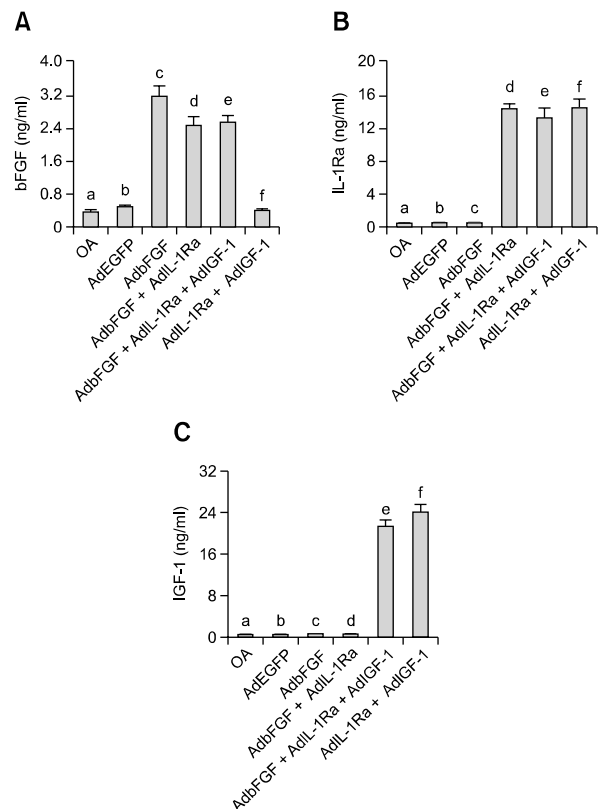 A
bFGF (ng/ml)
4.0
3.2
2.4
1.6
0.8
0
a
b
c
d
e
f
OA
AdEGFP
AdbFGF
AdbFGF + AdIL-1Ra
AdbFGF + AdIL-1Ra + AdIGF-1
AdIL-1Ra + AdIGF-1
B
IL-1Ra (ng/ml)
20
16
12
8
4
0
a
b
c
d
e
f
OA
AdEGFP
AdbFGF
AdbFGF + AdIL-1Ra
AdbFGF + AdIL-1Ra + AdIGF-1
AdIL-1Ra + AdIGF-1
C
IGF-1 (ng/ml)
32
24
16
8
0
a
b
c
d
e
f
OA
AdEGFP
AdbFGF
AdbFGF + AdIL-1Ra
AdbFGF + AdIL-1Ra + AdIGF-1
AdIL-1Ra + AdIGF-1